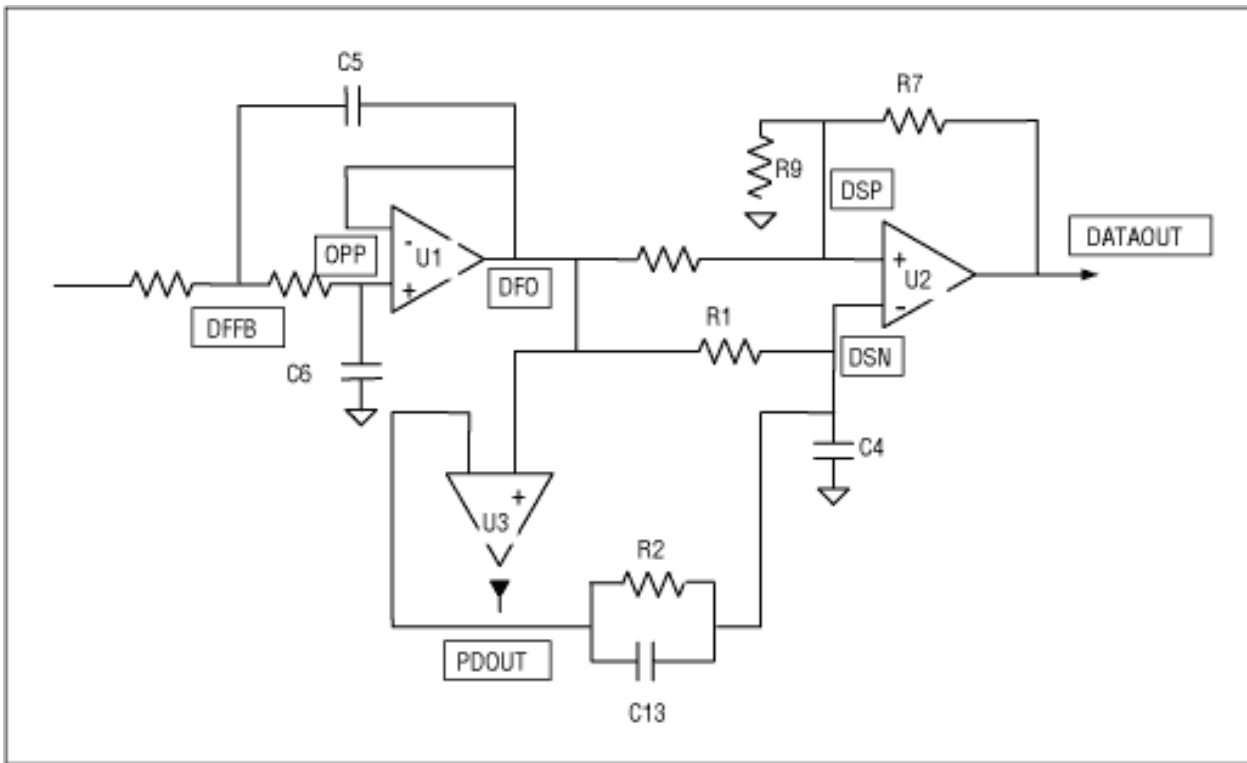 C5
R7
R9
DSP
DATAOUT
OPP
-
U1
+
DFO
+
U2
-
DFFB
R1
DSN
C6
C4
+
U3
R2
PDOUT
C13